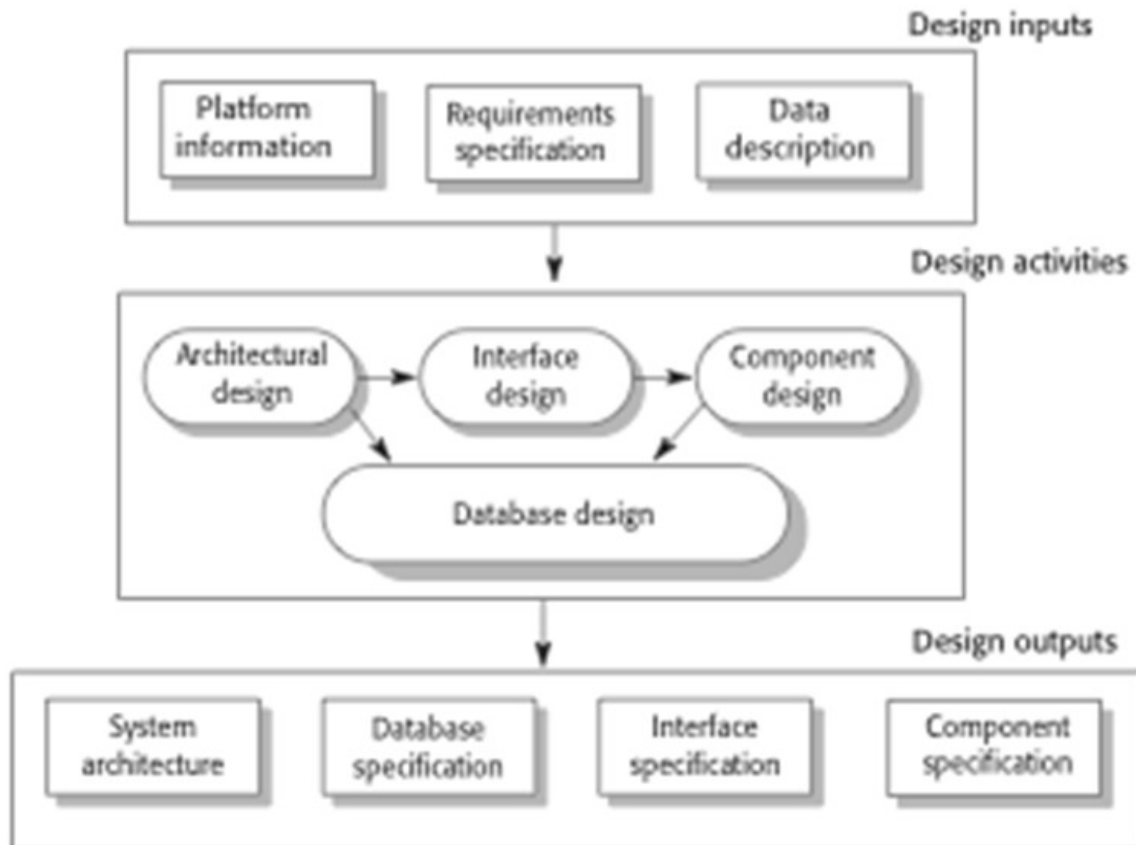 Design inputs
Platform
information
Requirements
specification
Data
description
Design activities
Architectural
design
Interface
design
Component
design
Database design
Design outputs
System
architecture
Database
specification
Interface
specification
Component
specification